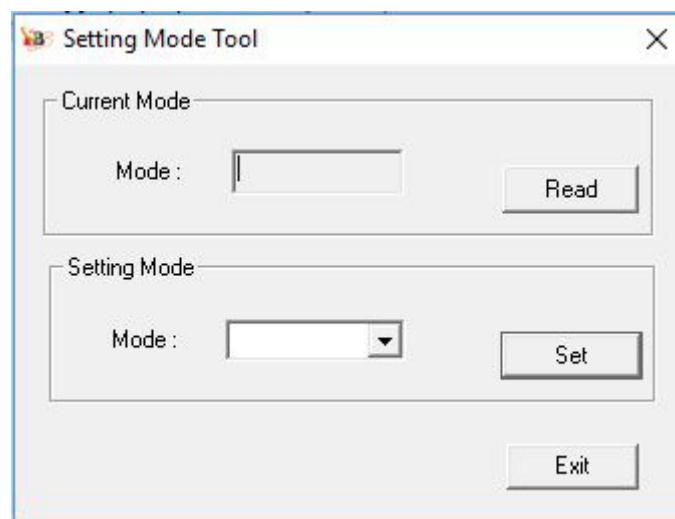 Setting Mode Tool
Current Mode
Mode :
Read
Setting Mode
Mode :
Set
Exit